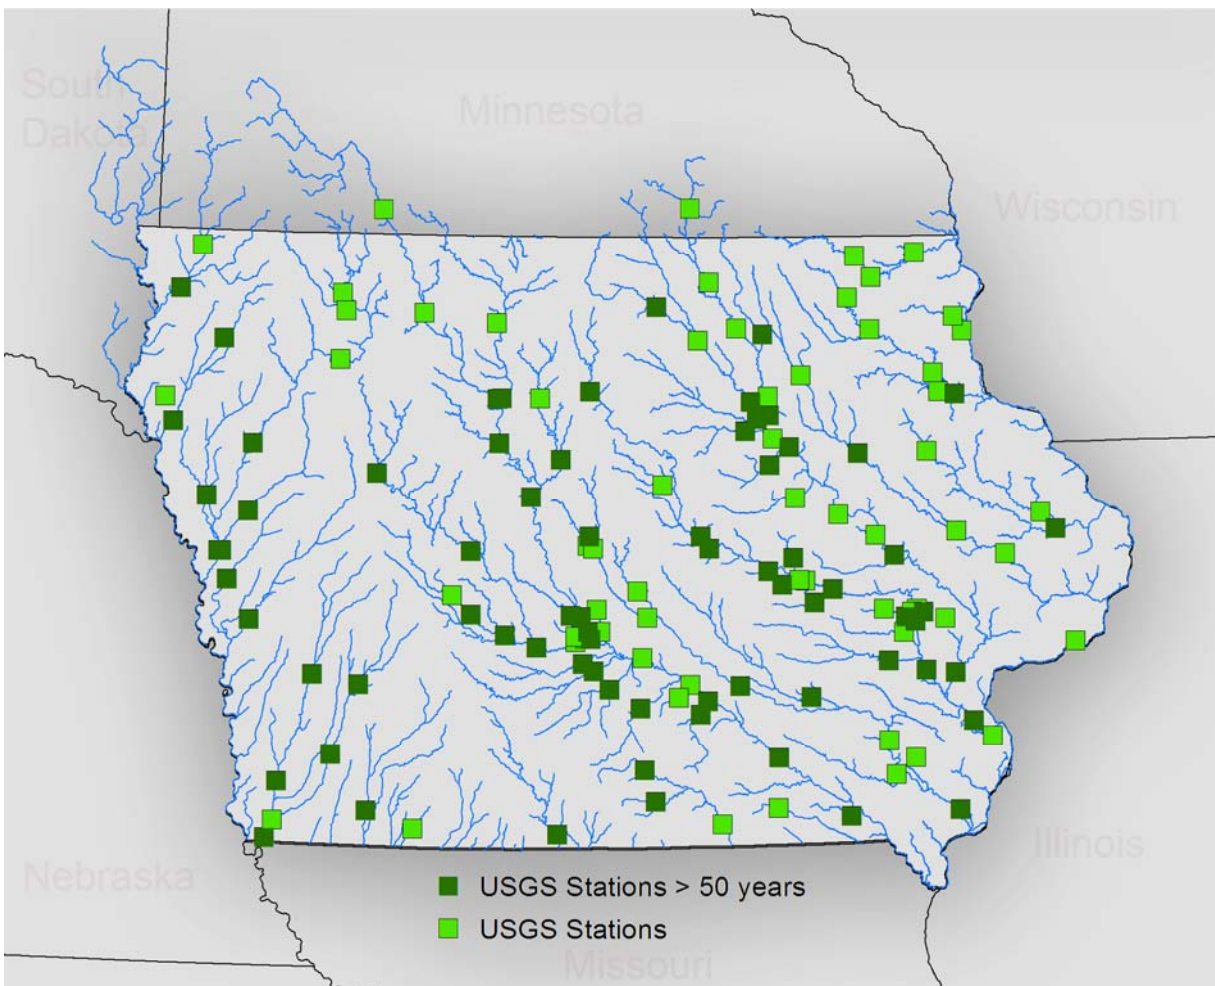 South
Dakota
Minnesota
Wisconsin
Nebraska
Illinois
USGS Stations > 50 years
USGS Stations
Missouri